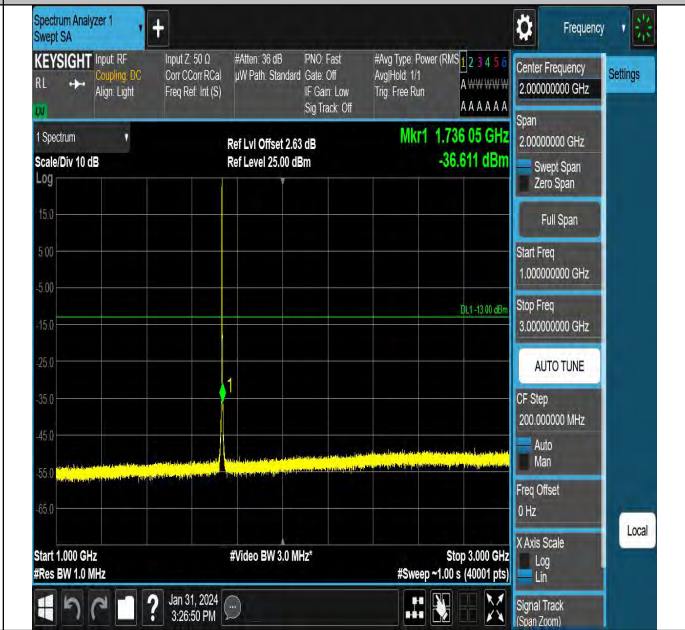 Spectrum Analyzer 1
Swept SA
+
Frequency
KEYSIGHT
RL
Input: RF
Coupling: DC
Align: Light
Input Z: 50 Ω
Corr CCorr RCal
Freq Ref: Int (S)
#Atten: 36 dB
µW Path: Standard
PNO: Fast
Gate: Off
IF Gain: Low
Sig Track: Off
#Avg Type: Power (RMS
Avg|Hold: 1/1
Trig: Free Run
1 2 3 4 5 6
A W W W W W
A A A A A A
1 Spectrum
Scale/Div 10 dB
Log
Ref Lvl Offset 2.63 dB
Ref Level 25.00 dBm
Mkr1 1.736 05 GHz
-36.611 dBm
15.0
5.00
-5.00
DL1 -13.00 dBm
-15.0
-25.0
1
-35.0
-45.0
-55.0
-65.0
Start 1.000 GHz
#Video BW 3.0 MHz*
Stop 3.000 GHz
#Res BW 1.0 MHz
#Sweep ~1.00 s (40001 pts)
?
Jan 31, 2024
3:26:50 PM
Center Frequency
2.000000000 GHz
Settings
Span
2.00000000 GHz
Swept Span
Zero Span
Full Span
Start Freq
1.000000000 GHz
Stop Freq
3.000000000 GHz
AUTO TUNE
CF Step
200.000000 MHz
Auto
Man
Freq Offset
0 Hz
X Axis Scale
Log
Lin
Local
Signal Track
(Span Zoom)